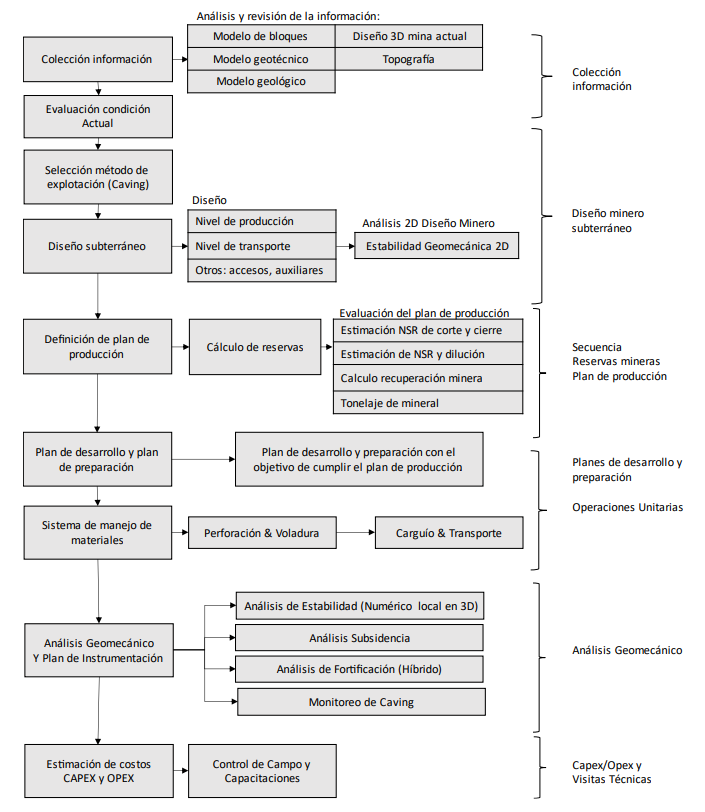 Análisis y revisión de la información:
Colección información
Modelo de bloques
Diseño 3D mina actual
Modelo geotécnico
Topografía
Modelo geológico
Colección
información
Evaluación condición
Actual
Selección método de
explotación (Caving)
Diseño subterráneo
Diseño
Nivel de producción
Nivel de transporte
Otros: accesos, auxiliares
Análisis 2D Diseño Minero
Estabilidad Geomecánica 2D
Diseño minero
subterráneo
Definición de plan de
producción
Cálculo de reservas
Evaluación del plan de producción
Estimación NSR de corte y cierre
Estimación de NSR y dilución
Calculo recuperación minera
Tonelaje de mineral
Secuencia
Reservas mineras
Plan de producción
Plan de desarrollo y plan
de preparación
Plan de desarrollo y preparación con el
objetivo de cumplir el plan de producción
Planes de desarrollo y
preparación
Sistema de manejo de
materiales
Perforación & Voladura
Carguío & Transporte
Operaciones Unitarias
Análisis Geomecánico
Y Plan de Instrumentación
Análisis de Estabilidad (Numérico local en 3D)
Análisis Subsidencia
Análisis de Fortificación (Híbrido)
Monitoreo de Caving
Análisis Geomecánico
Estimación de costos
CAPEX y OPEX
Control de Campo y
Capacitaciones
Capex/Opex y
Visitas Técnicas